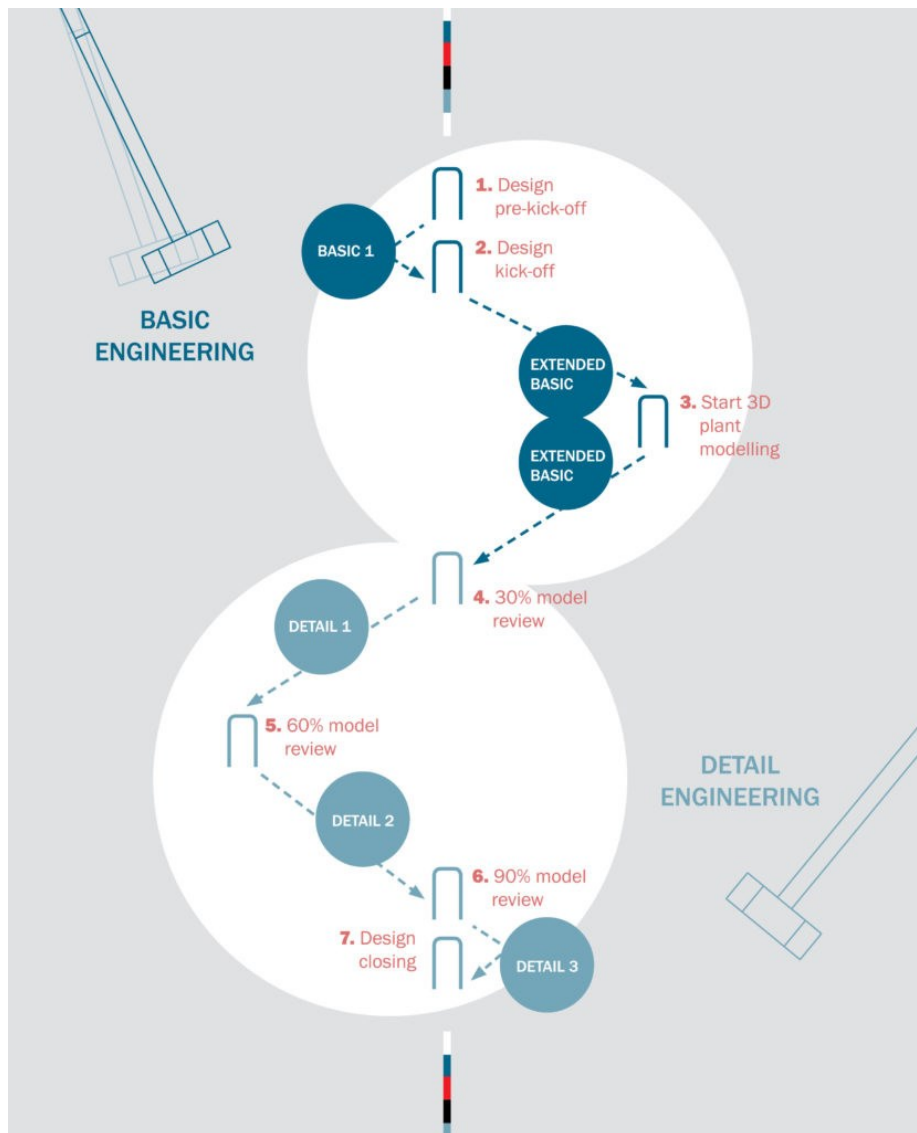 1. Design
pre-kick-off
BASIC 1
2. Design
kick-off
BASIC
ENGINEERING
EXTENDED
BASIC
3. Start 3D
plant
modelling
EXTENDED
BASIC
4. 30% model
review
DETAIL 1
5. 60% model
review
DETAIL
ENGINEERING
DETAIL 2
6. 90% model
review
7. Design
closing
DETAIL 3